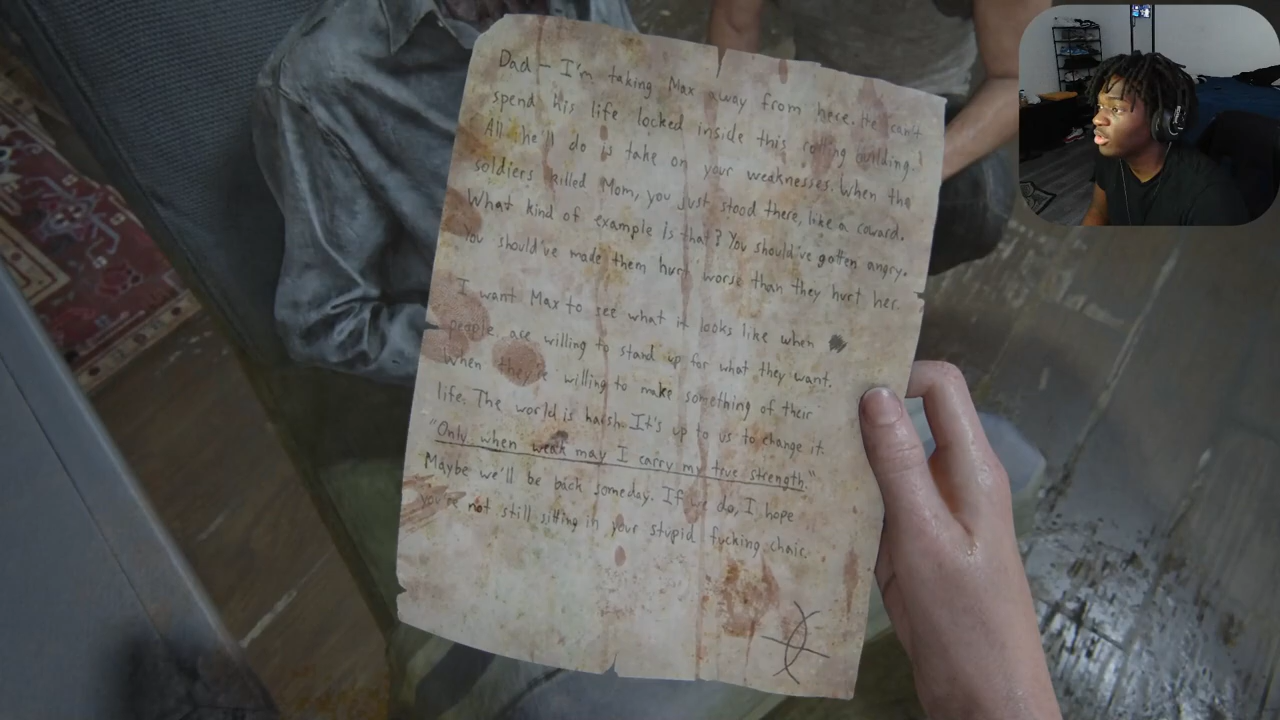 Dad - I'm taking Max away from here. He can't
spend his life locked inside this rotting building.
All he'll do is take on your weaknesses. When the
soldiers killed Mom, you just stood there, like a coward.
What kind of example is that? You should've gotten angry.
You should've made them hurt worse than they hurt her.
I want Max to see what it looks like when
people are willing to stand up for what they want.
When they're willing to make something of their
life. The world is harsh. It's up to us to change it.
"Only when weak may I carry my true strength."
Maybe we'll be back someday. If we do, I hope
you're not still sitting in your stupid fucking chair.